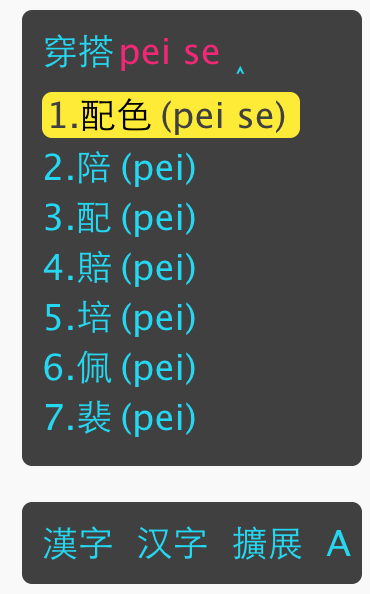 穿搭pei se ‸
1.配色 (pei se)
2.陪 (pei)
3.配 (pei)
4.賠 (pei)
5.培 (pei)
6.佩 (pei)
7.裴 (pei)
漢字 汉字 擴展 A